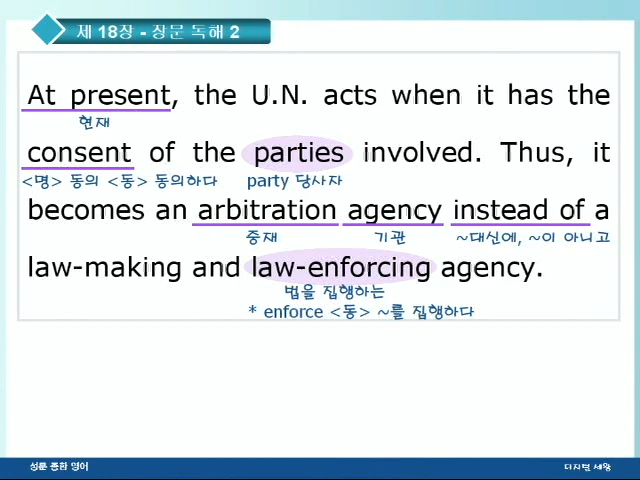 제 18장 - 장문 독해 2
At present, the U.N. acts when it has the
현재
consent of the parties involved. Thus, it
<명> 동의 <동> 동의하다 party 당사자
becomes an arbitration agency instead of a
중재 기관 ~대신에, ~이 아니고
law-making and law-enforcing agency.
법을 집행하는
* enforce <동> ~를 집행하다
성문 종합 영어 디지털 세왕